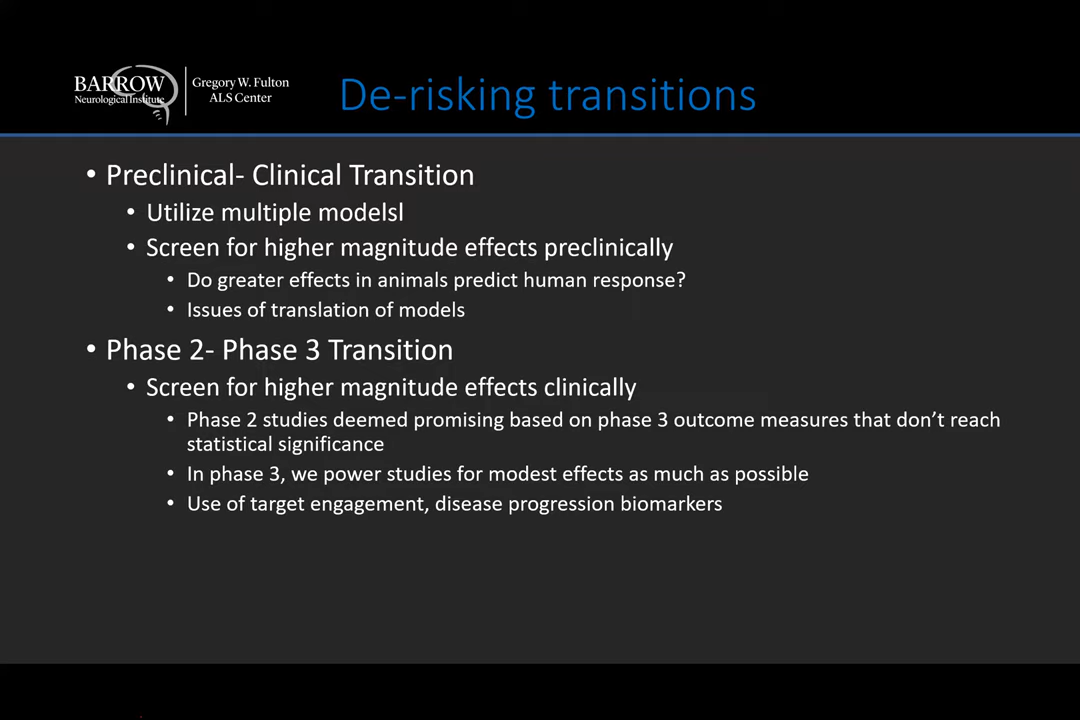 BARROW
Neurological Institute
Gregory W. Fulton
ALS Center
De-risking transitions
• Preclinical- Clinical Transition
• Utilize multiple modelsl
• Screen for higher magnitude effects preclinically
• Do greater effects in animals predict human response?
• Issues of translation of models
• Phase 2- Phase 3 Transition
• Screen for higher magnitude effects clinically
• Phase 2 studies deemed promising based on phase 3 outcome measures that don’t reach
statistical significance
• In phase 3, we power studies for modest effects as much as possible
• Use of target engagement, disease progression biomarkers